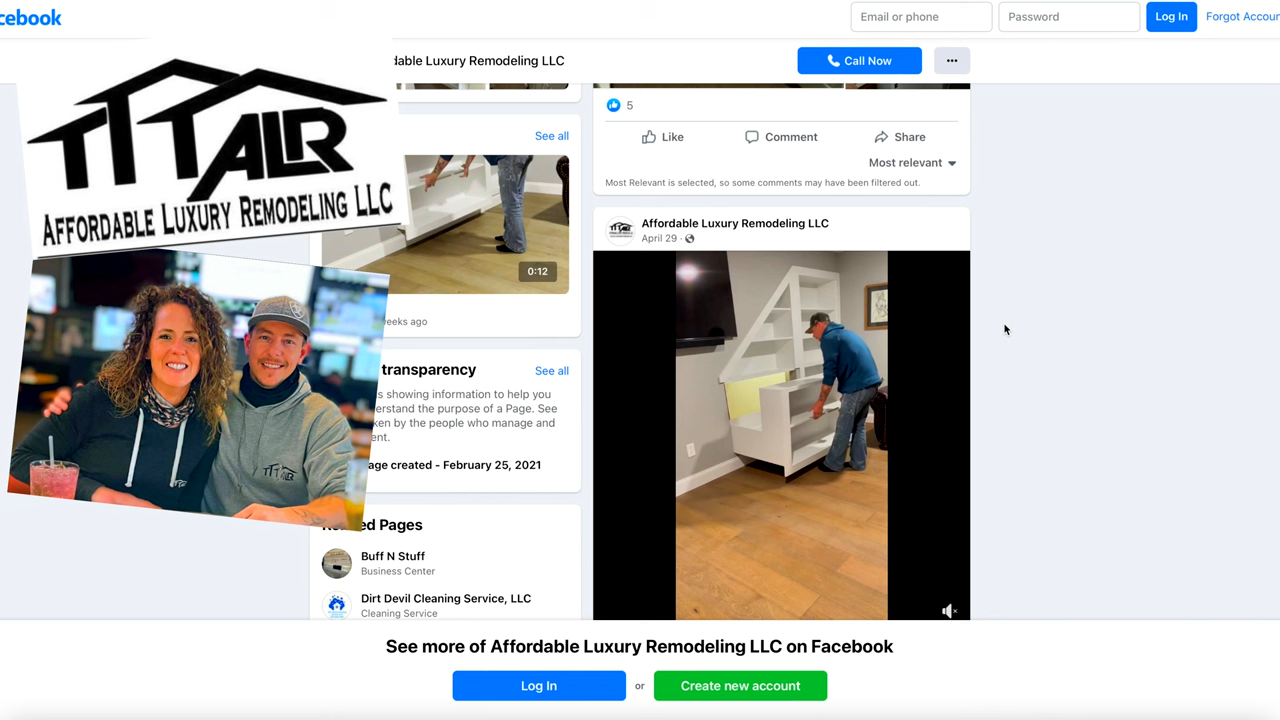 cebook
Email or phone
Password
Log In
Forgot Accou
dable Luxury Remodeling LLC
Call Now
ALR
AFFORDABLE LUXURY REMODELING LLC
See all
0:12
weeks ago
transparency
See all
s showing information to help you
erstand the purpose of a Page. See
ken by the people who manage and
ent.
age created - February 25, 2021
ed Pages
Buff N Stuff
Business Center
Dirt Devil Cleaning Service, LLC
Cleaning Service
5
Like
Comment
Share
Most relevant
Most Relevant is selected, so some comments may have been filtered out.
Affordable Luxury Remodeling LLC
April 29 ·
See more of Affordable Luxury Remodeling LLC on Facebook
Log In
or
Create new account